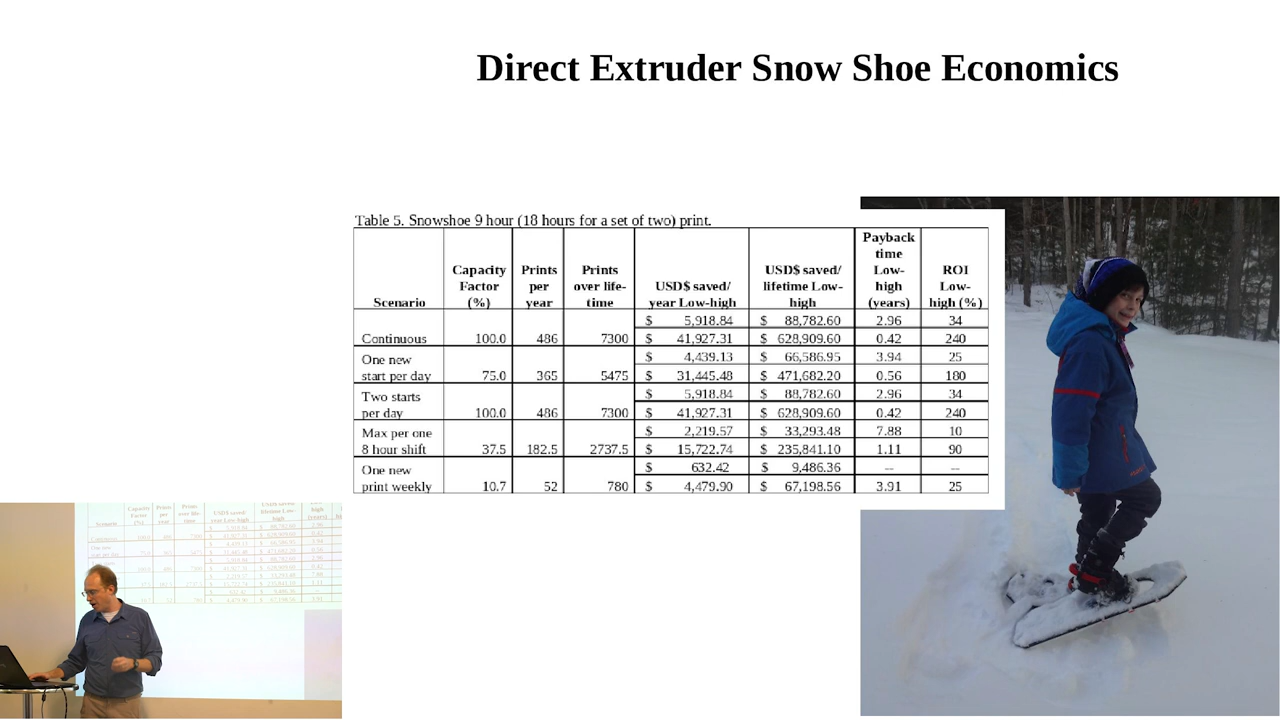 Direct Extruder Snow Shoe Economics
Table 5. Snowshoe 9 hour (18 hours for a set of two) print.
Scenario Capacity Factor (%) Prints per year Prints over life-time USD$ saved/ year Low-high USD$ saved/ lifetime Low-high Payback time Low-high (years) ROI Low-high (%)
Continuous 100.0 486 7300 $ 5,918.84 $ 88,782.60 2.96 34
$ 41,927.31 $ 628,909.60 0.42 240
One new start per day 75.0 365 5475 $ 4,439.13 $ 66,586.95 3.94 25
$ 31,445.48 $ 471,682.20 0.56 180
Two starts per day 100.0 486 7300 $ 5,918.84 $ 88,782.60 2.96 34
$ 41,927.31 $ 628,909.60 0.42 240
Max per one 8 hour shift 37.5 182.5 2737.5 $ 2,219.57 $ 33,293.48 7.88 10
$ 15,722.74 $ 235,841.10 1.11 90
One new print weekly 10.7 52 780 $ 632.42 $ 9,486.36 -- --
$ 4,479.90 $ 67,198.56 3.91 25